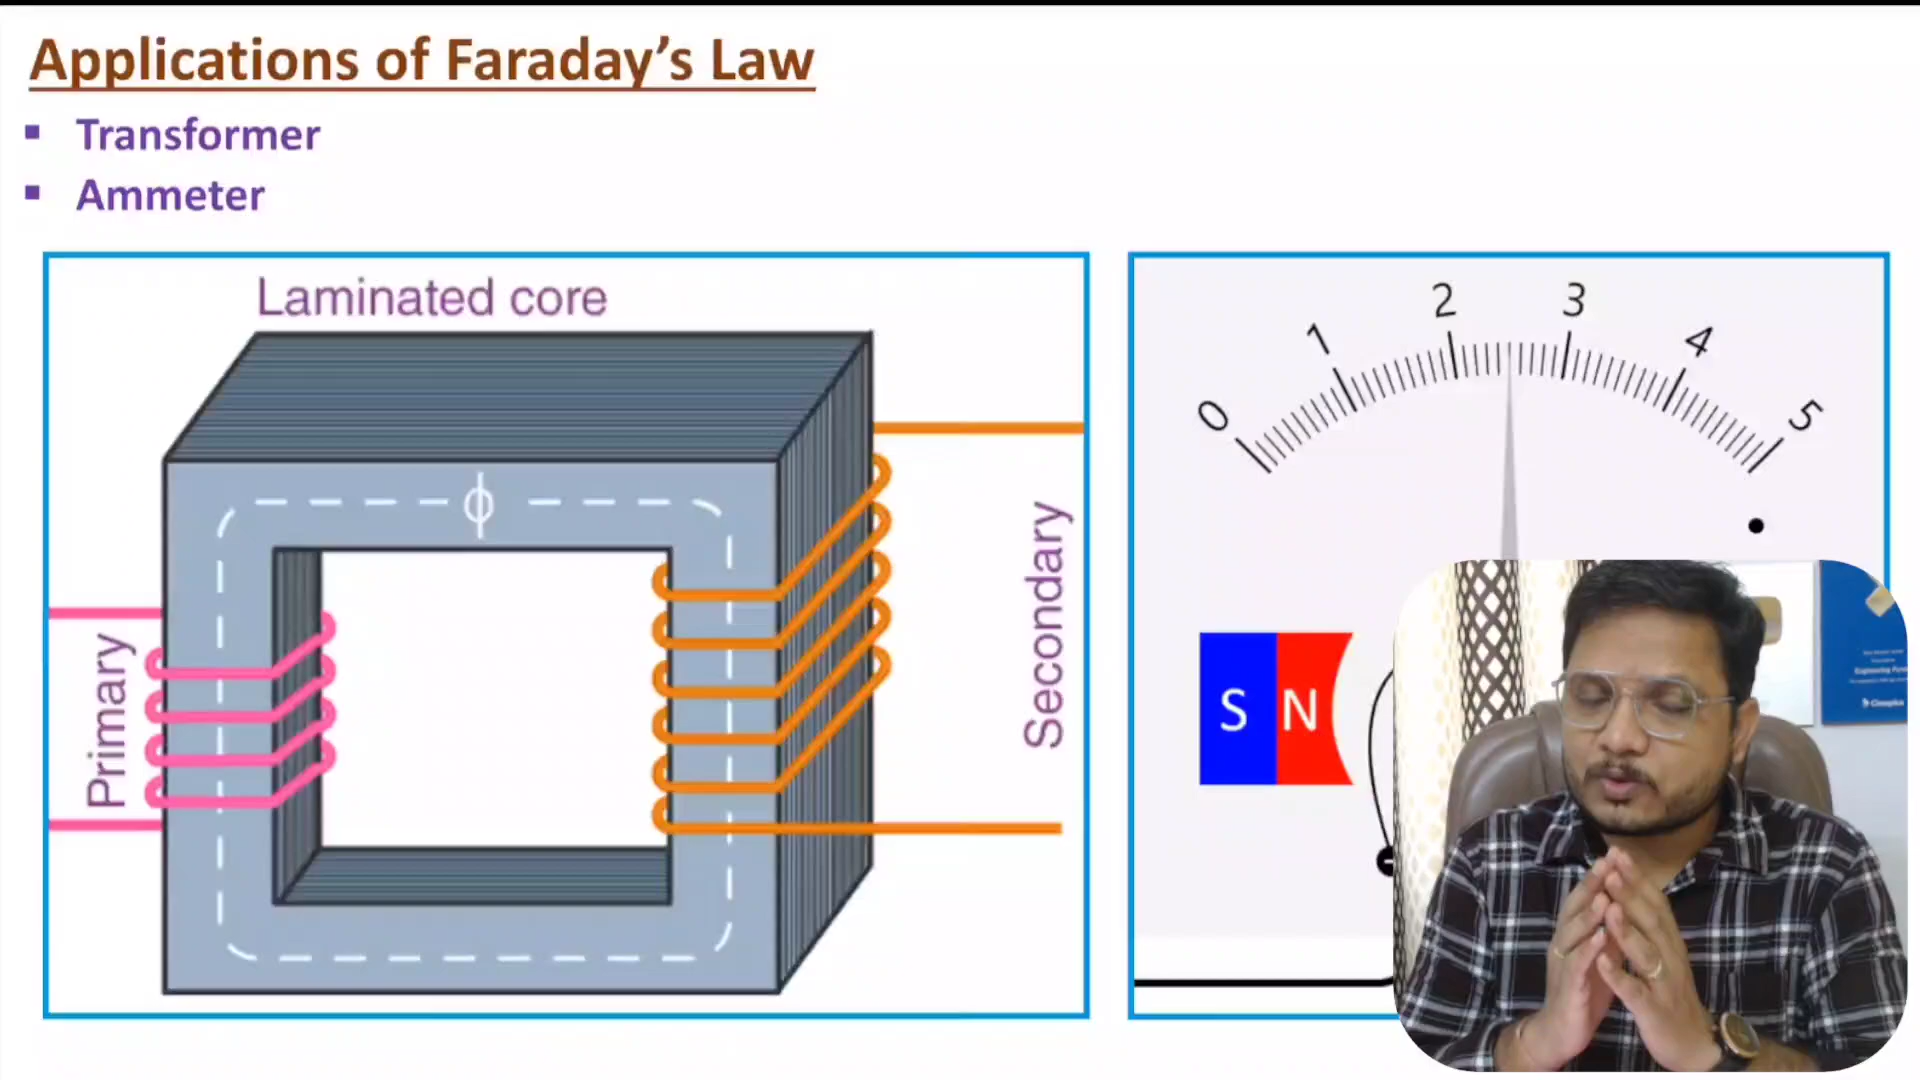 Applications of Faraday’s Law
▪ Transformer
▪ Ammeter
Laminated core
ϕ
Primary
Secondary
0 1 2 3 4 5
S N